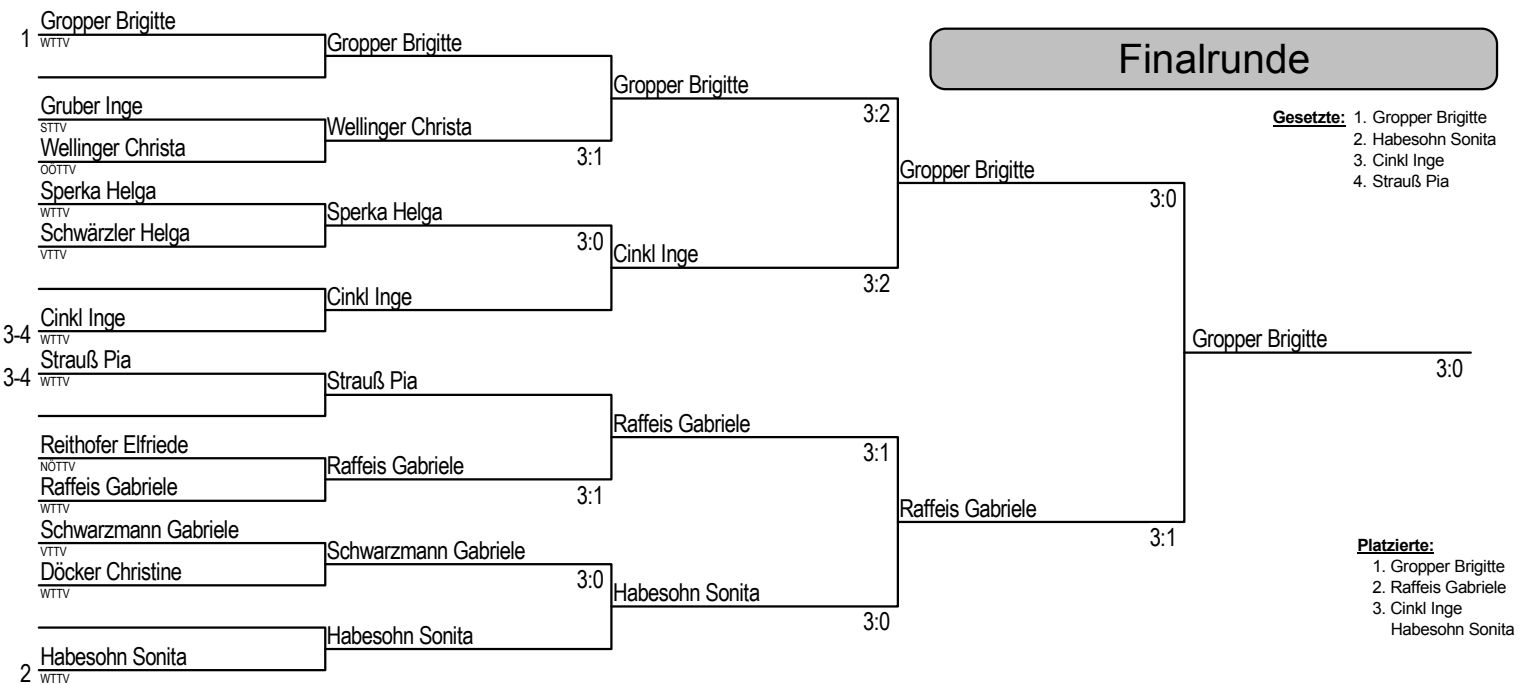 Finalrunde
Gesetzte: 1. Gropper Brigitte
2. Habesohn Sonita
3. Cinkl Inge
4. Strauß Pia
1 Gropper Brigitte
WTTV
Gruber Inge
STTV
Wellinger Christa
OÖTTV
Sperka Helga
WTTV
Schwärzler Helga
VTTV
3-4 Cinkl Inge
WTTV
3-4 Strauß Pia
WTTV
Reithofer Elfriede
NÖTTV
Raffeis Gabriele
WTTV
Schwarzmann Gabriele
VTTV
Döcker Christine
WTTV
2 Habesohn Sonita
WTTV
Gropper Brigitte
Wellinger Christa
3:1
Sperka Helga
3:0
Cinkl Inge
Strauß Pia
Raffeis Gabriele
3:1
Schwarzmann Gabriele
3:0
Habesohn Sonita
Gropper Brigitte
3:2
Cinkl Inge
3:2
Raffeis Gabriele
3:1
Habesohn Sonita
3:0
Gropper Brigitte
3:0
Raffeis Gabriele
3:1
Gropper Brigitte
3:0
Platzierte:
1. Gropper Brigitte
2. Raffeis Gabriele
3. Cinkl Inge
Habesohn Sonita